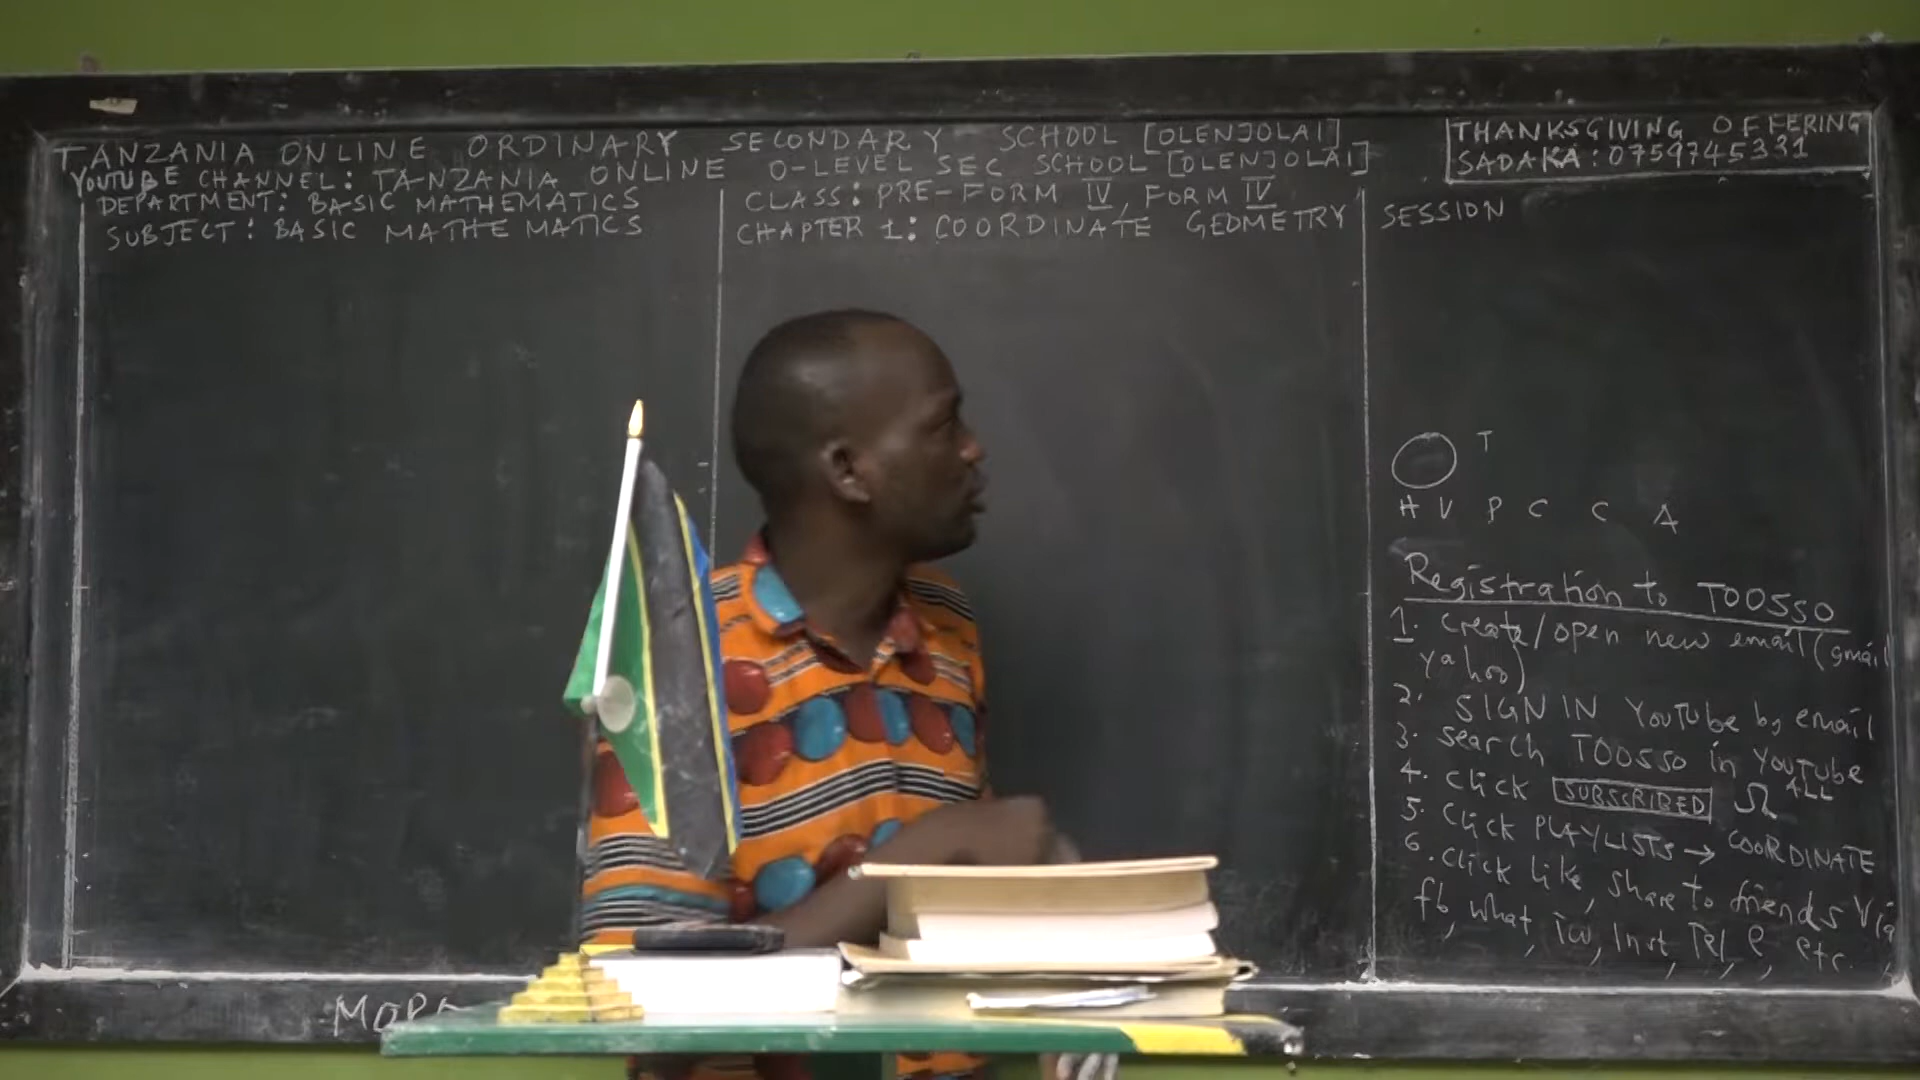 TANZANIA ONLINE ORDINARY SECONDARY SCHOOL [OLENJOLAI]
YOUTUBE CHANNEL: TANZANIA ONLINE O-LEVEL SEC SCHOOL [OLENJOLAI]
DEPARTMENT: BASIC MATHEMATICS
SUBJECT: BASIC MATHEMATICS
CLASS: PRE-FORM IV, FORM IV
CHAPTER 1: COORDINATE GEOMETRY
THANKSGIVING OFFERING
SADAKA: 0759745331
SESSION
T
H V P C C A
Registration to TOOSSO
1. Create/open new email (gmail
yahoo)
2. SIGN IN YouTube by email
3. Search TOOSSO in YouTube
4. Click SUBSCRIBED ALL
5. Click PLAYLISTS → COORDINATE
6. Click like, share to friends Via
fb, what, Tw, Inst, Tel, e, etc.